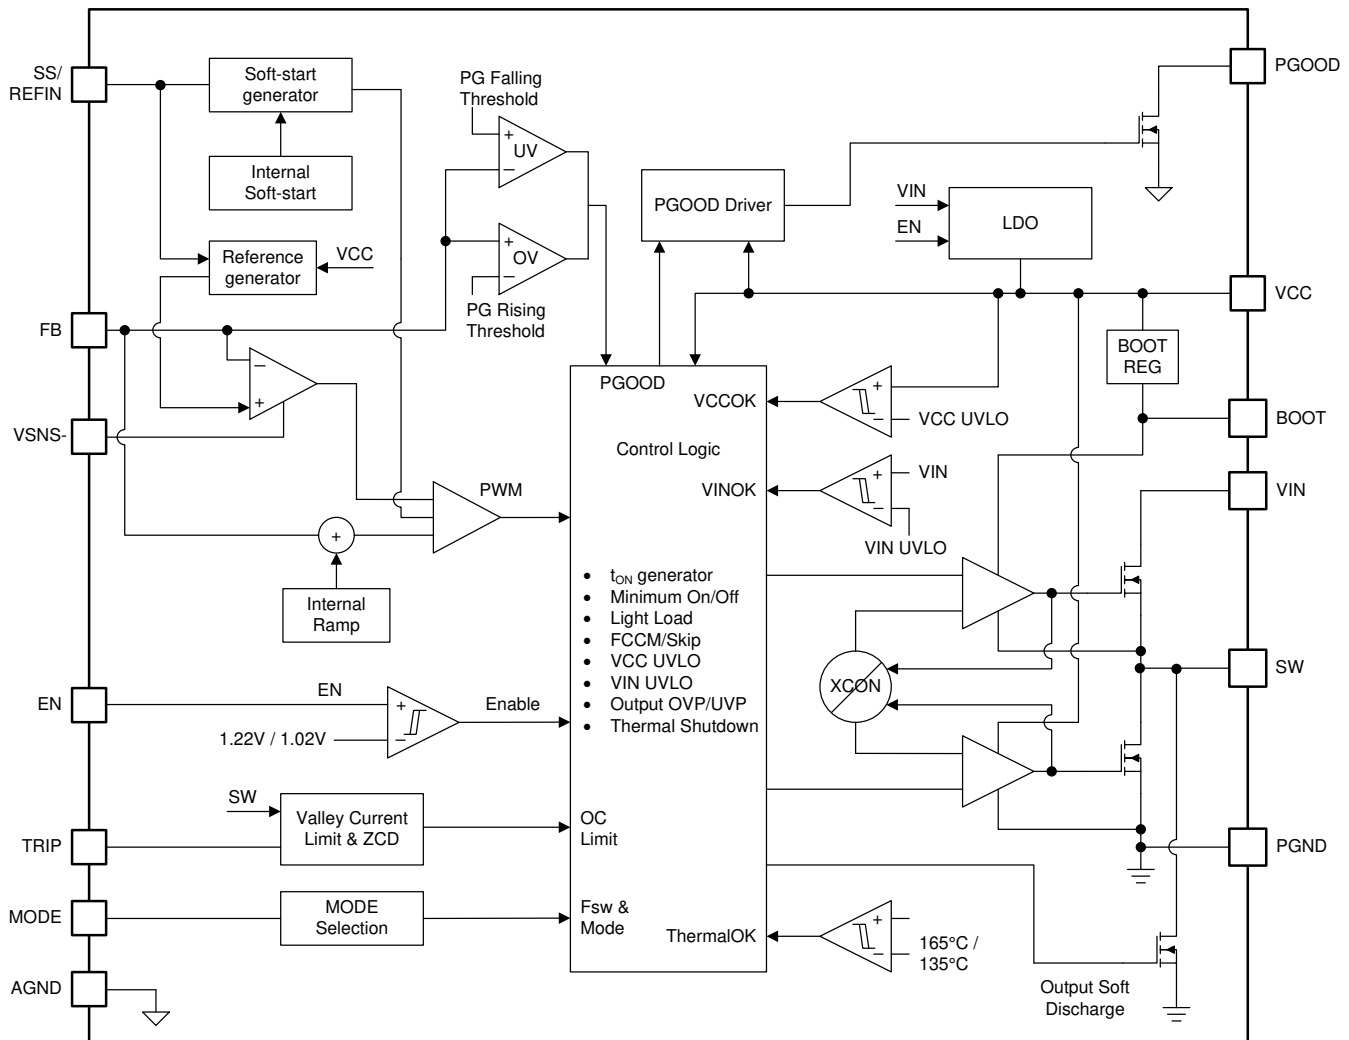 SS/
REFIN
Soft-start
generator
Internal
Soft-start
Reference
generator
VCC
PG Falling
Threshold
+
UV
−
+
OV
−
PG Rising
Threshold
PGOOD Driver
VIN
EN
LDO
PGOOD
VCC
BOOT
REG
BOOT
VIN
FB
−
+
VSNS-
PWM
+
Internal
Ramp
PGOOD
VCCOK
+
−
VCC UVLO
Control Logic
VINOK
+
−
VIN
VIN UVLO
• tON generator
• Minimum On/Off
• Light Load
• FCCM/Skip
• VCC UVLO
• VIN UVLO
• Output OVP/UVP
• Thermal Shutdown
XCON
SW
EN
EN
+
−
1.22V / 1.02V
Enable
SW
Valley Current
Limit & ZCD
OC
Limit
TRIP
PGND
MODE
MODE
Selection
Fsw &
Mode
ThermalOK
+
−
165°C /
135°C
AGND
Output Soft
Discharge